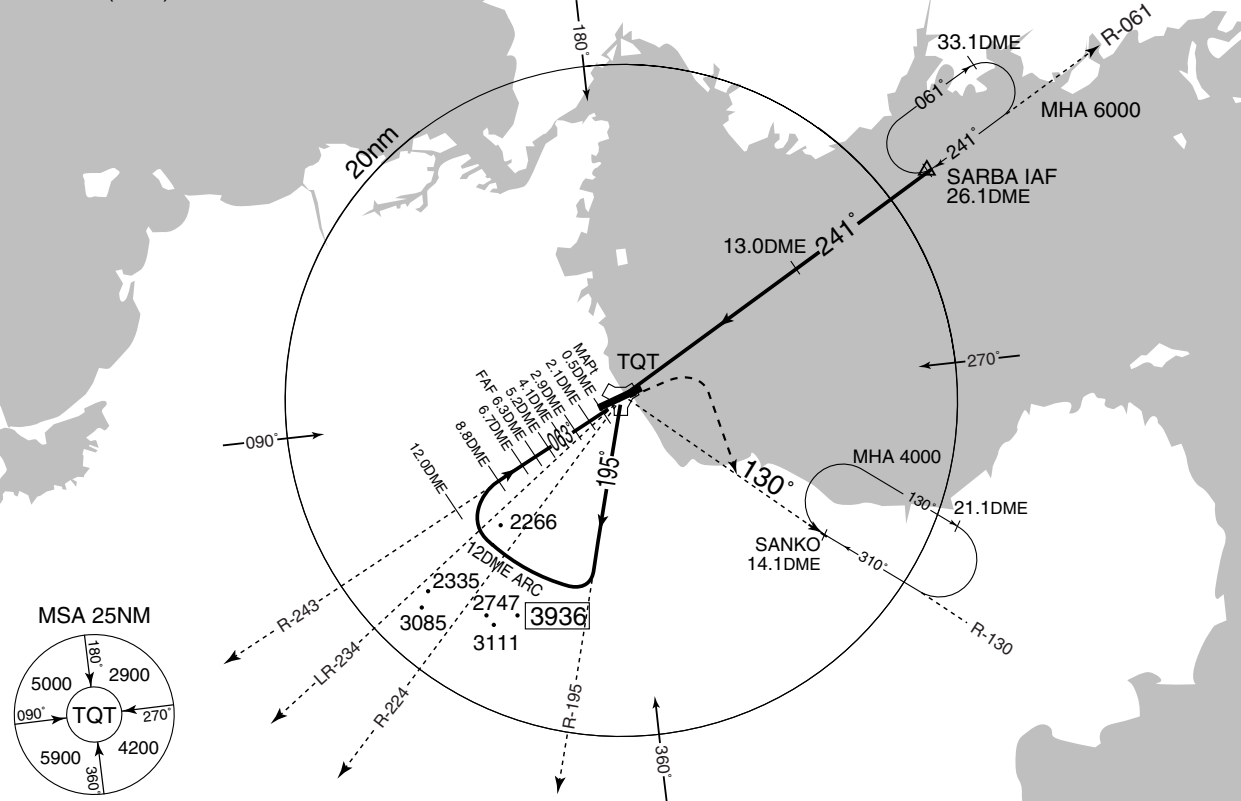 180°
33.1DME
R-061
061°
MHA 6000
20nm
241°
SARBA IAF
26.1DME
241°
13.0DME
TQT
270°
MAPt
0.5DME
2.1DME
2.9DME
4.1DME
5.2DME
FAF 6.3DME
6.7DME
8.8DME
12.0DME
063°
090°
195°
130°
MHA 4000
130°
21.1DME
SANKO
14.1DME
310°
2266
12DME ARC
2335
3085
2747
3936
3111
R-243
LR-234
R-224
R-195
R-130
360°
MSA 25NM
180°
5000
2900
090°
TQT
270°
5900
4200
360°